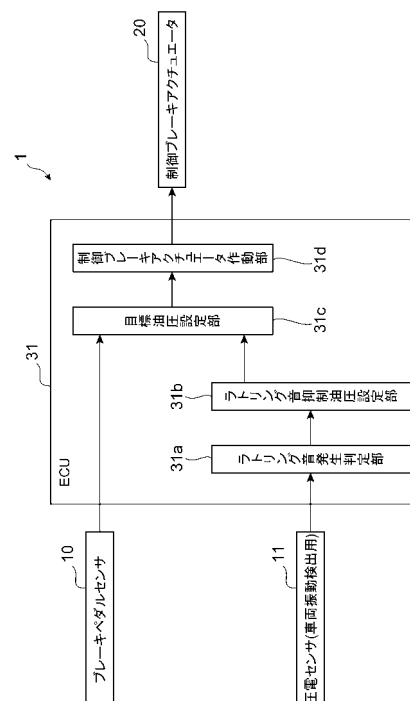 1
20
制御ブレーキアクチュエータ
31
ECU
制御ブレーキアクチュエータ作動部
31d
目標油圧設定部
31c
31b
ラトリング音抑制油圧設定部
31a
ラトリング音発生判定部
10
ブレーキペダルセンサ
11
圧電センサ(車両振動検出用)